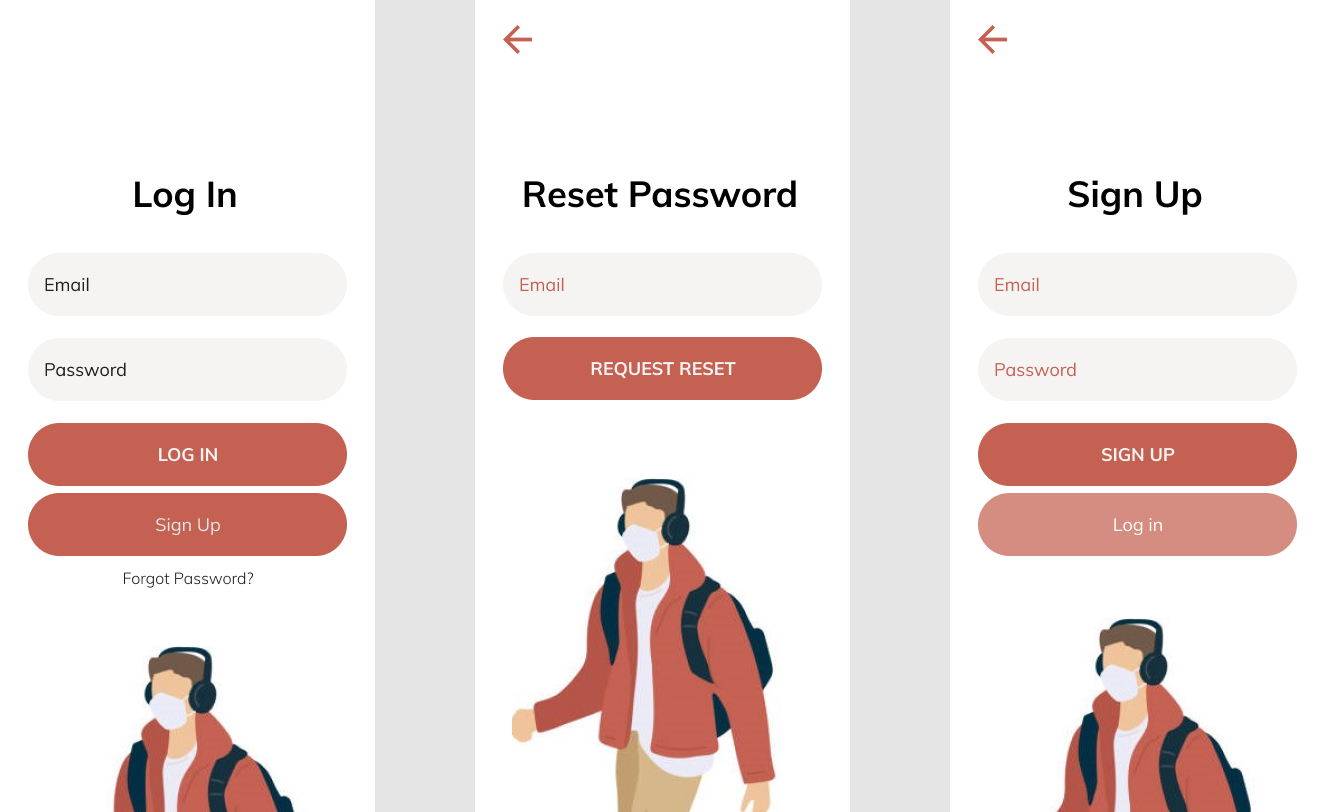 Log In
Email
Password
LOG IN
Sign Up
Forgot Password?
Reset Password
Email
REQUEST RESET
Sign Up
Email
Password
SIGN UP
Log in